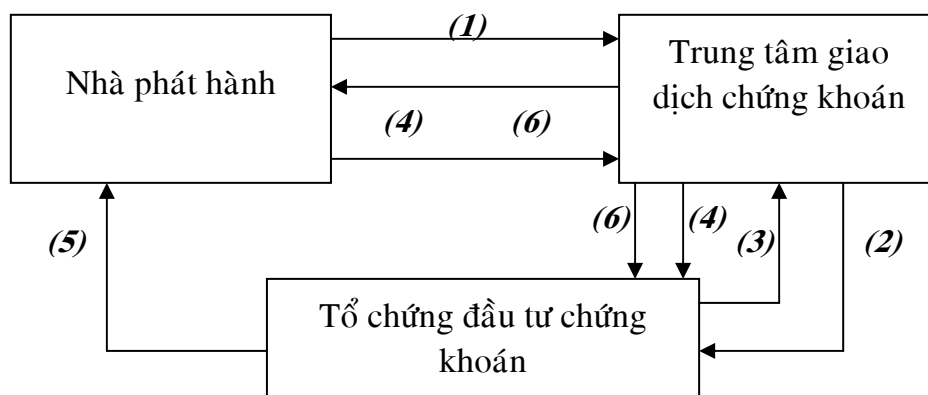 (1)
Nhà phát hành
Trung tâm giao
dịch chứng khoán
(4) (6)
(5)
(6) (4) (3) (2)
Tổ chứng đầu tư chứng
khoán